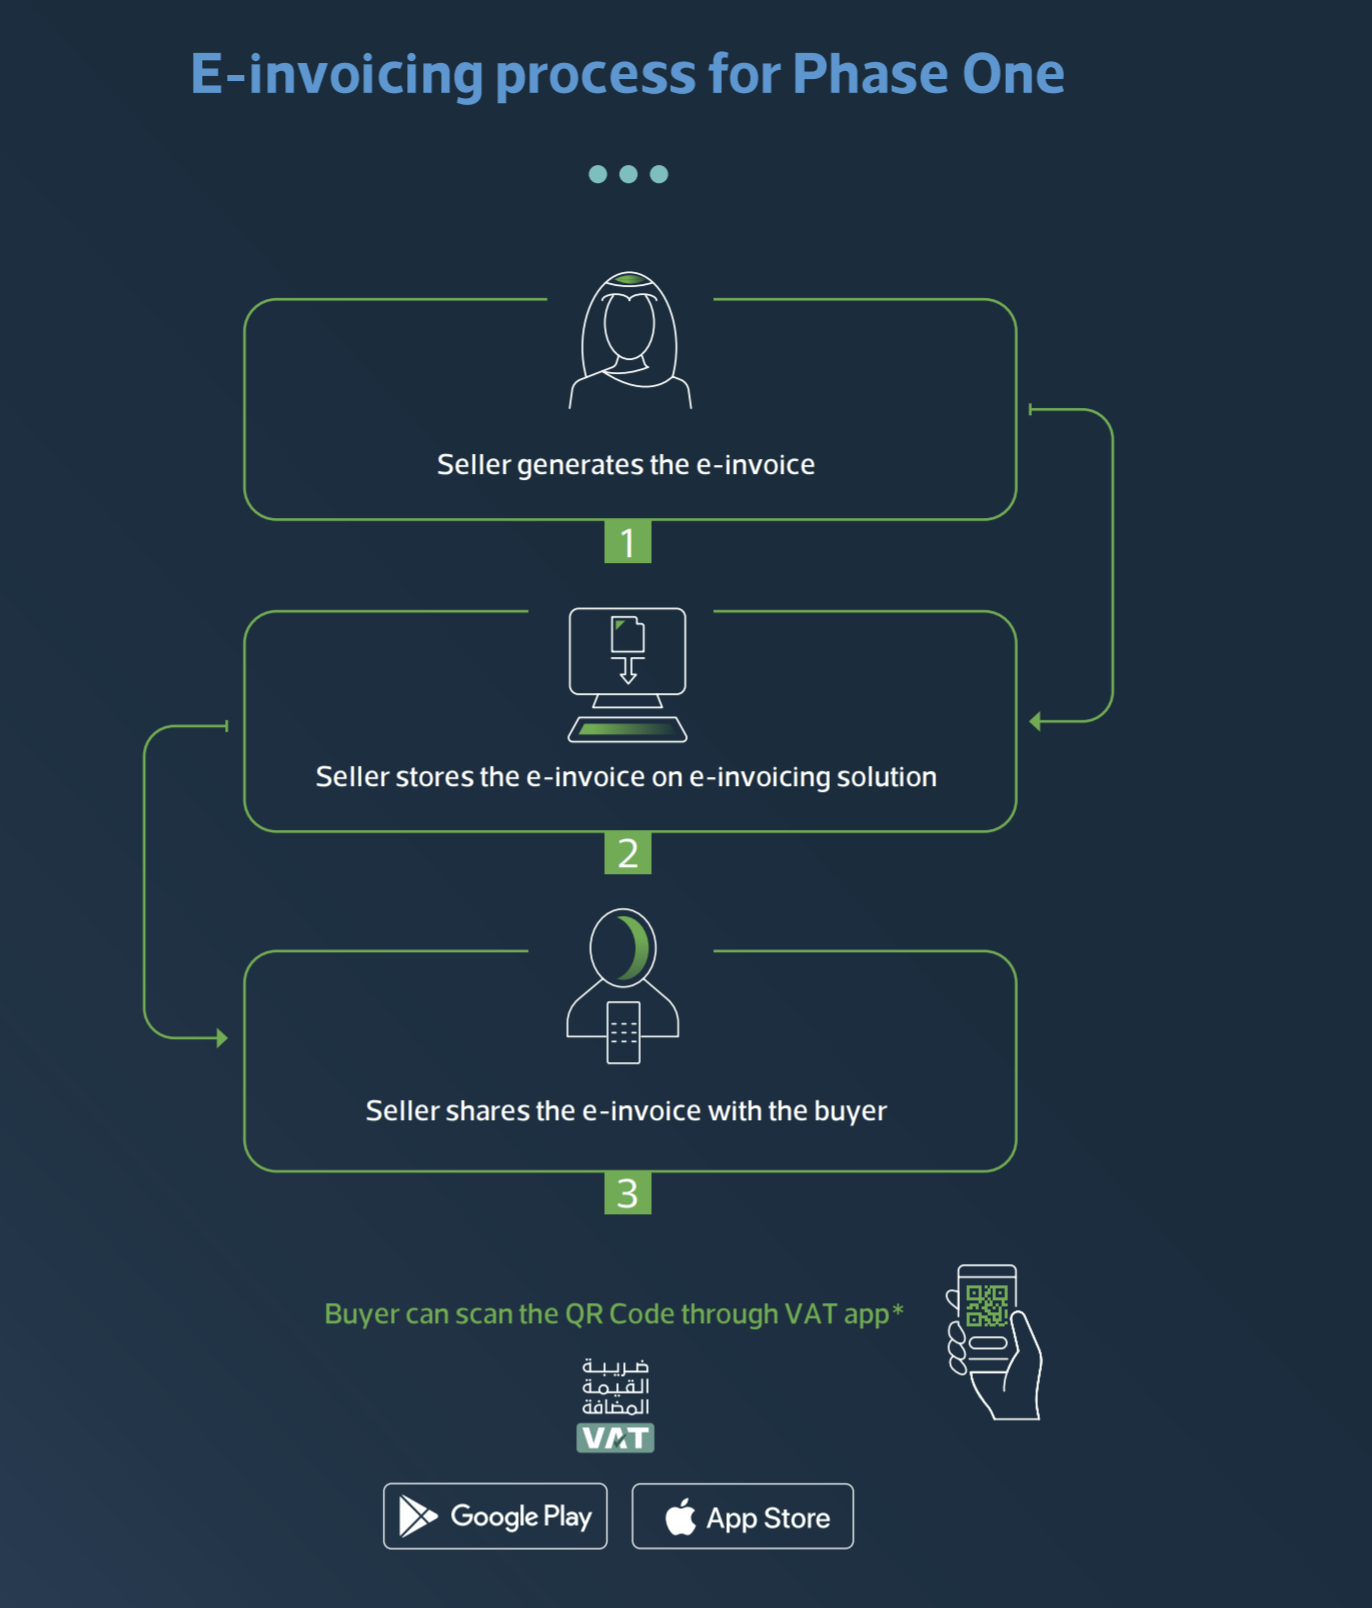 E-invoicing process for Phase One
Seller generates the e-invoice
1
Seller stores the e-invoice on e-invoicing solution
2
Seller shares the e-invoice with the buyer
3
Buyer can scan the QR Code through VAT app*
ضريبة
القيمة
المضافة
VAT
Google Play
App Store